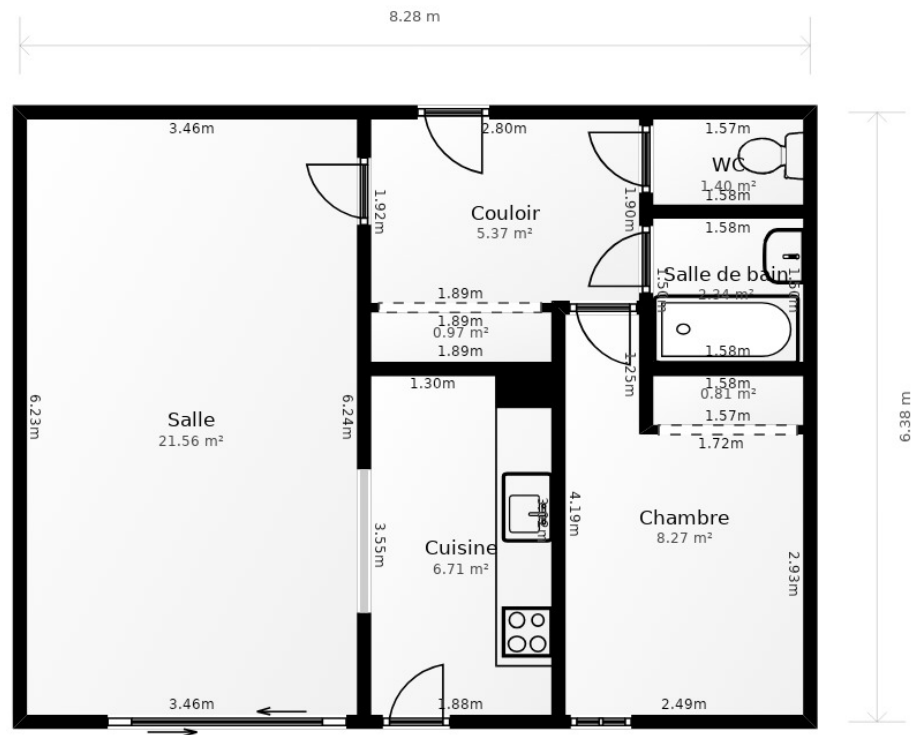 8.28 m
3.46m
2.80m
1.57m
WC
1.40 m²
1.58m
1.92m
1.90m
Couloir
5.37 m²
1.58m
Salle de bain
2.34 m²
1.89m
1.89m
0.97 m²
1.89m
1.25m
1.58m
1.30m
1.58m
0.81 m²
1.57m
1.72m
6.23m
Salle
21.56 m²
6.24m
6.38 m
3.55m
Cuisine
6.71 m²
4.19m
Chambre
8.27 m²
2.93m
3.46m
1.88m
2.49m